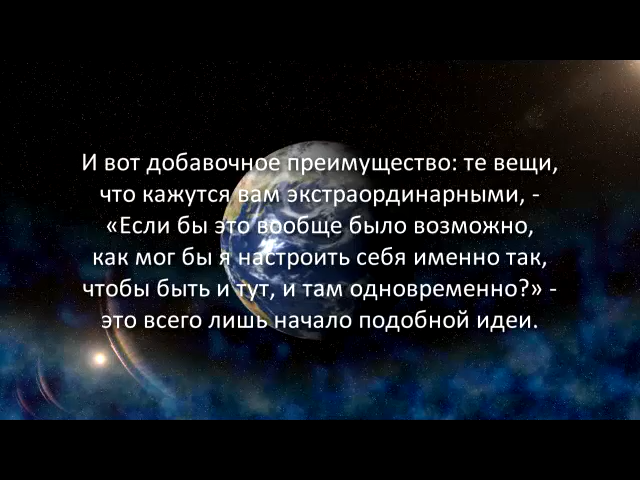 И вот добавочное преимущество: те вещи,
что кажутся вам экстраординарными, -
«Если бы это вообще было возможно,
как мог бы я настроить себя именно так,
чтобы быть и тут, и там одновременно?» -
это всего лишь начало подобной идеи.